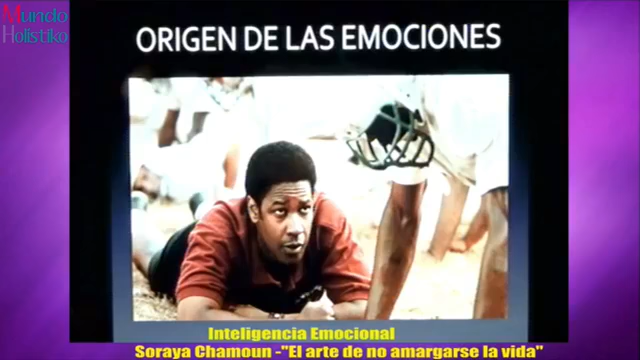 Mundo
Holistiko
ORIGEN DE LAS EMOCIONES
Inteligencia Emocional
Soraya Chamoun -"El arte de no amargarse la vida"